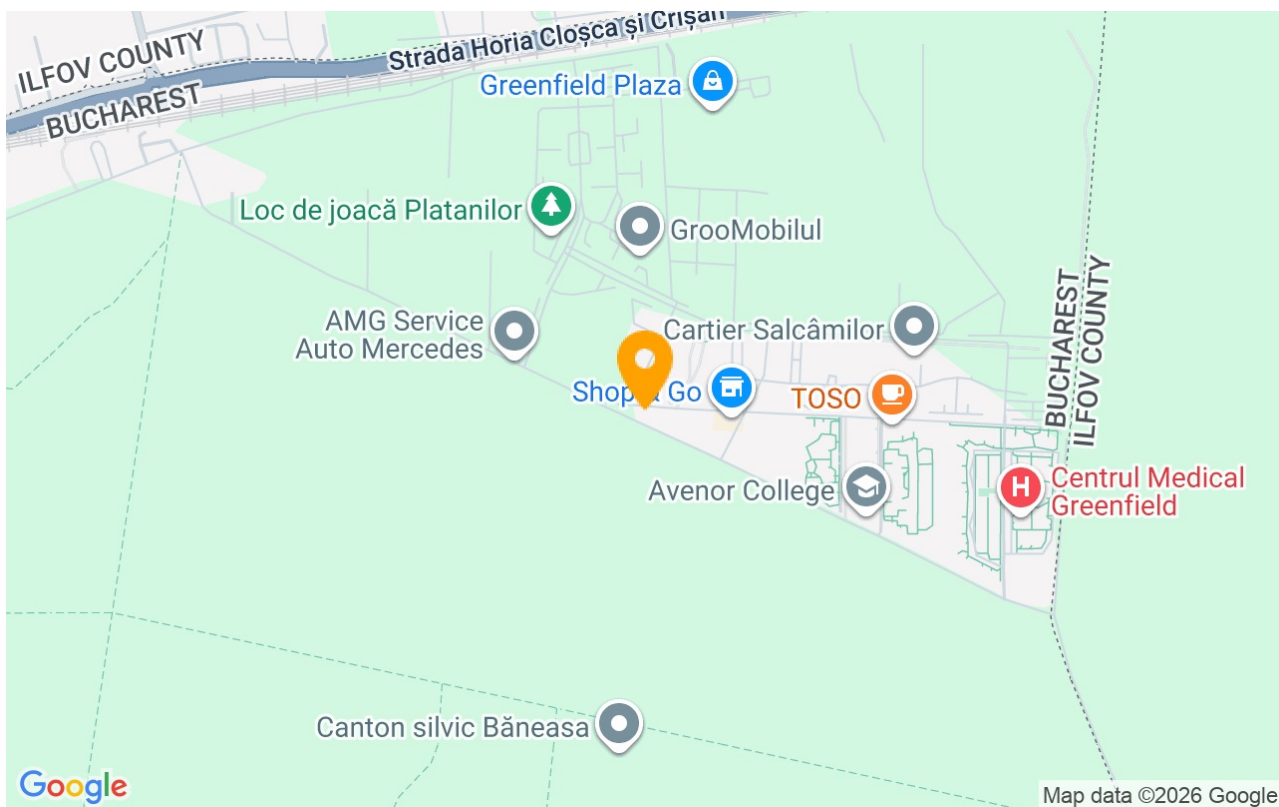 Strada Horia Cloșca și Crișan
ILFOV COUNTY
BUCHAREST
Greenfield Plaza
Loc de joacă Platanilor
GrooMobilul
AMG Service
Auto Mercedes
Cartier Salcâmilor
BUCHAREST
ILFOV COUNTY
Shop & Go
TOSO
Avenor College
H
Centrul Medical
Greenfield
Canton silvic Băneasa
Google
Map data ©2026 Google